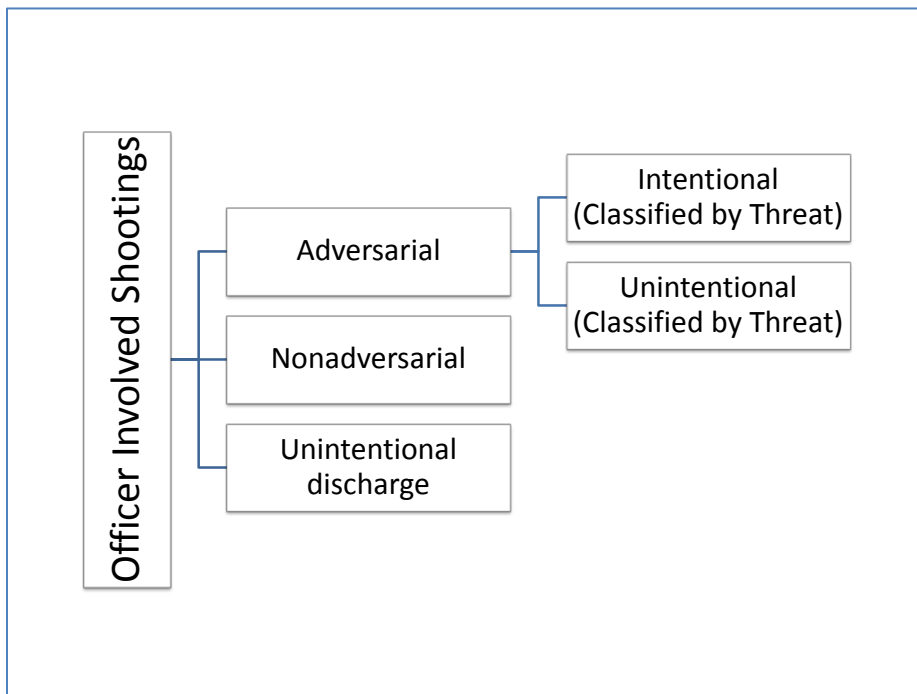 Officer Involved Shootings
Adversarial
Intentional
(Classified by Threat)
Unintentional
(Classified by Threat)
Nonadversarial
Unintentional
discharge